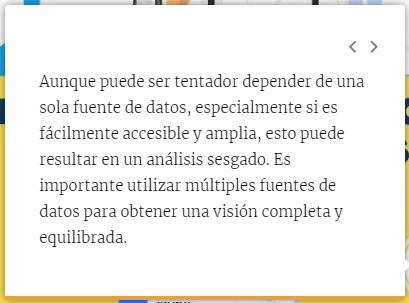 Aunque puede ser tentador depender de una
sola fuente de datos, especialmente si es
fácilmente accesible y amplia, esto puede
resultar en un análisis sesgado. Es
importante utilizar múltiples fuentes de
datos para obtener una visión completa y
equilibrada.